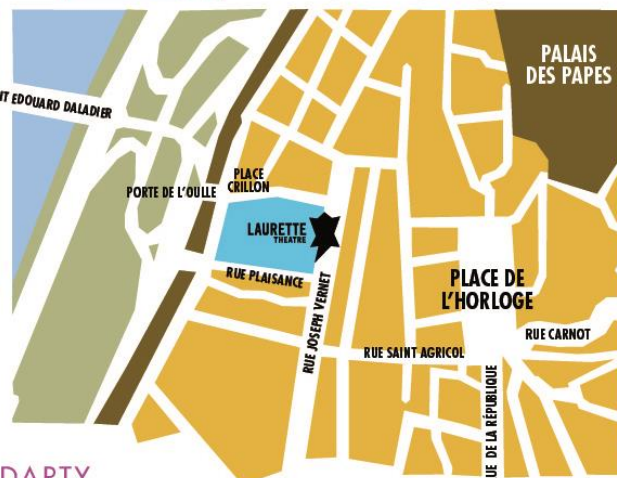 PALAIS
DES PAPES
T EDOUARD DALADIER
PORTE DE L'OULLE
PLACE
CRILLON
LAURETTE
THEATRE
RUE PLAISANCE
RUE JOSEPH VERNET
PLACE DE
L'HORLOGE
RUE CARNOT
RUE SAINT AGRICOL
UE DE LA RÉPUBLIQUE
DARTY